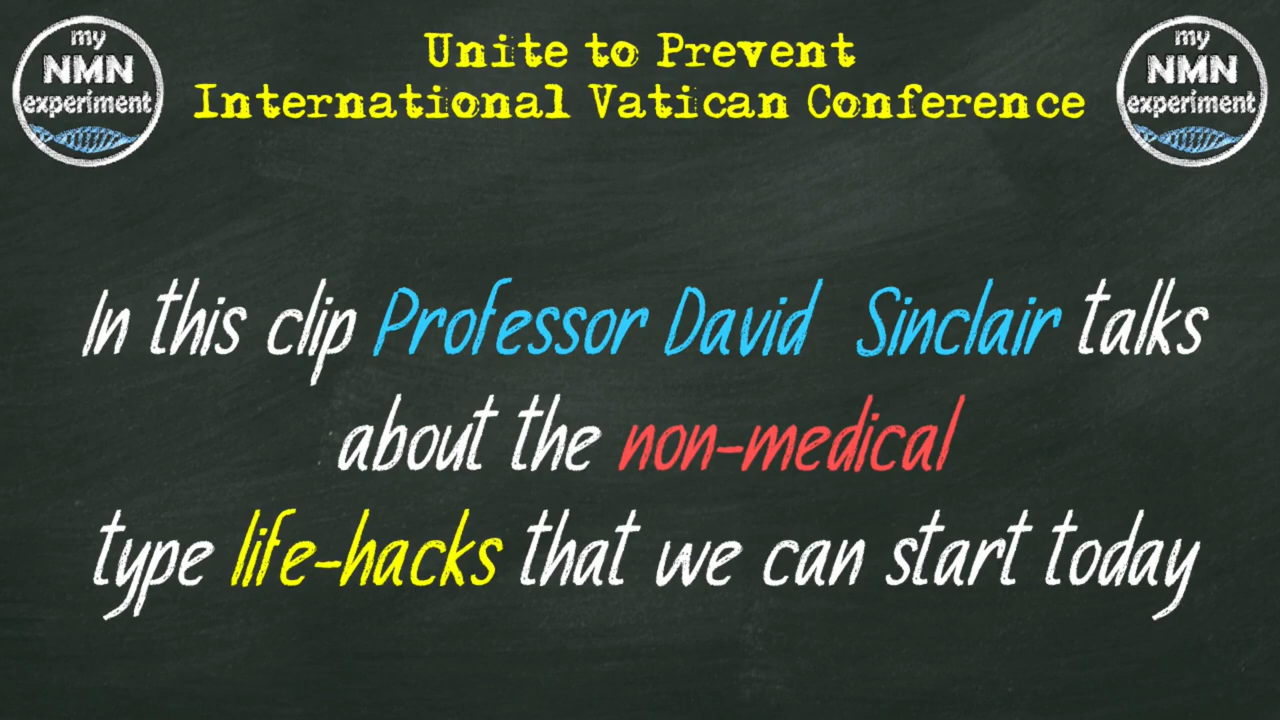 my
NMN
experiment
Unite to Prevent
International Vatican Conference
my
NMN
experiment
In this clip Professor David Sinclair talks
about the non-medical
type life-hacks that we can start today